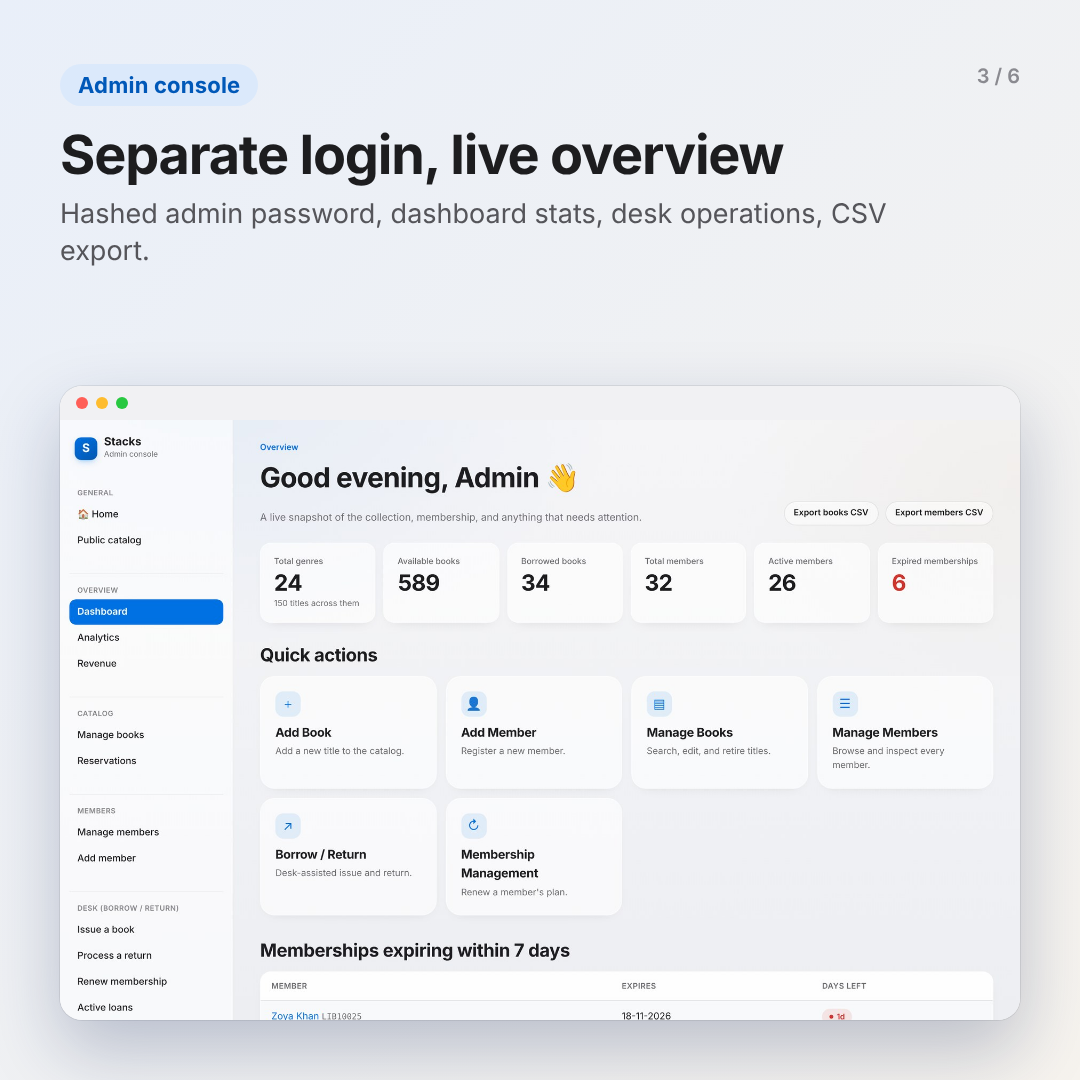 Admin console
3 / 6
Separate login, live overview
Hashed admin password, dashboard stats, desk operations, CSV
export.
S
Stacks
Admin console
GENERAL
🏠 Home
Public catalog
OVERVIEW
Dashboard
Analytics
Revenue
CATALOG
Manage books
Reservations
MEMBERS
Manage members
Add member
DESK (BORROW / RETURN)
Issue a book
Process a return
Renew membership
Active loans
Overview
Good evening, Admin 👋
A live snapshot of the collection, membership, and anything that needs attention.
Export books CSV
Export members CSV
Total genres
24
150 titles across them
Available books
589
Borrowed books
34
Total members
32
Active members
26
Expired memberships
6
Quick actions
Add Book
Add a new title to the catalog.
Add Member
Register a new member.
Manage Books
Search, edit, and retire titles.
Manage Members
Browse and inspect every
member.
Borrow / Return
Desk-assisted issue and return.
Membership
Management
Renew a member's plan.
Memberships expiring within 7 days
MEMBER EXPIRES DAYS LEFT
Zoya Khan LIB10025 18-11-2026 1d